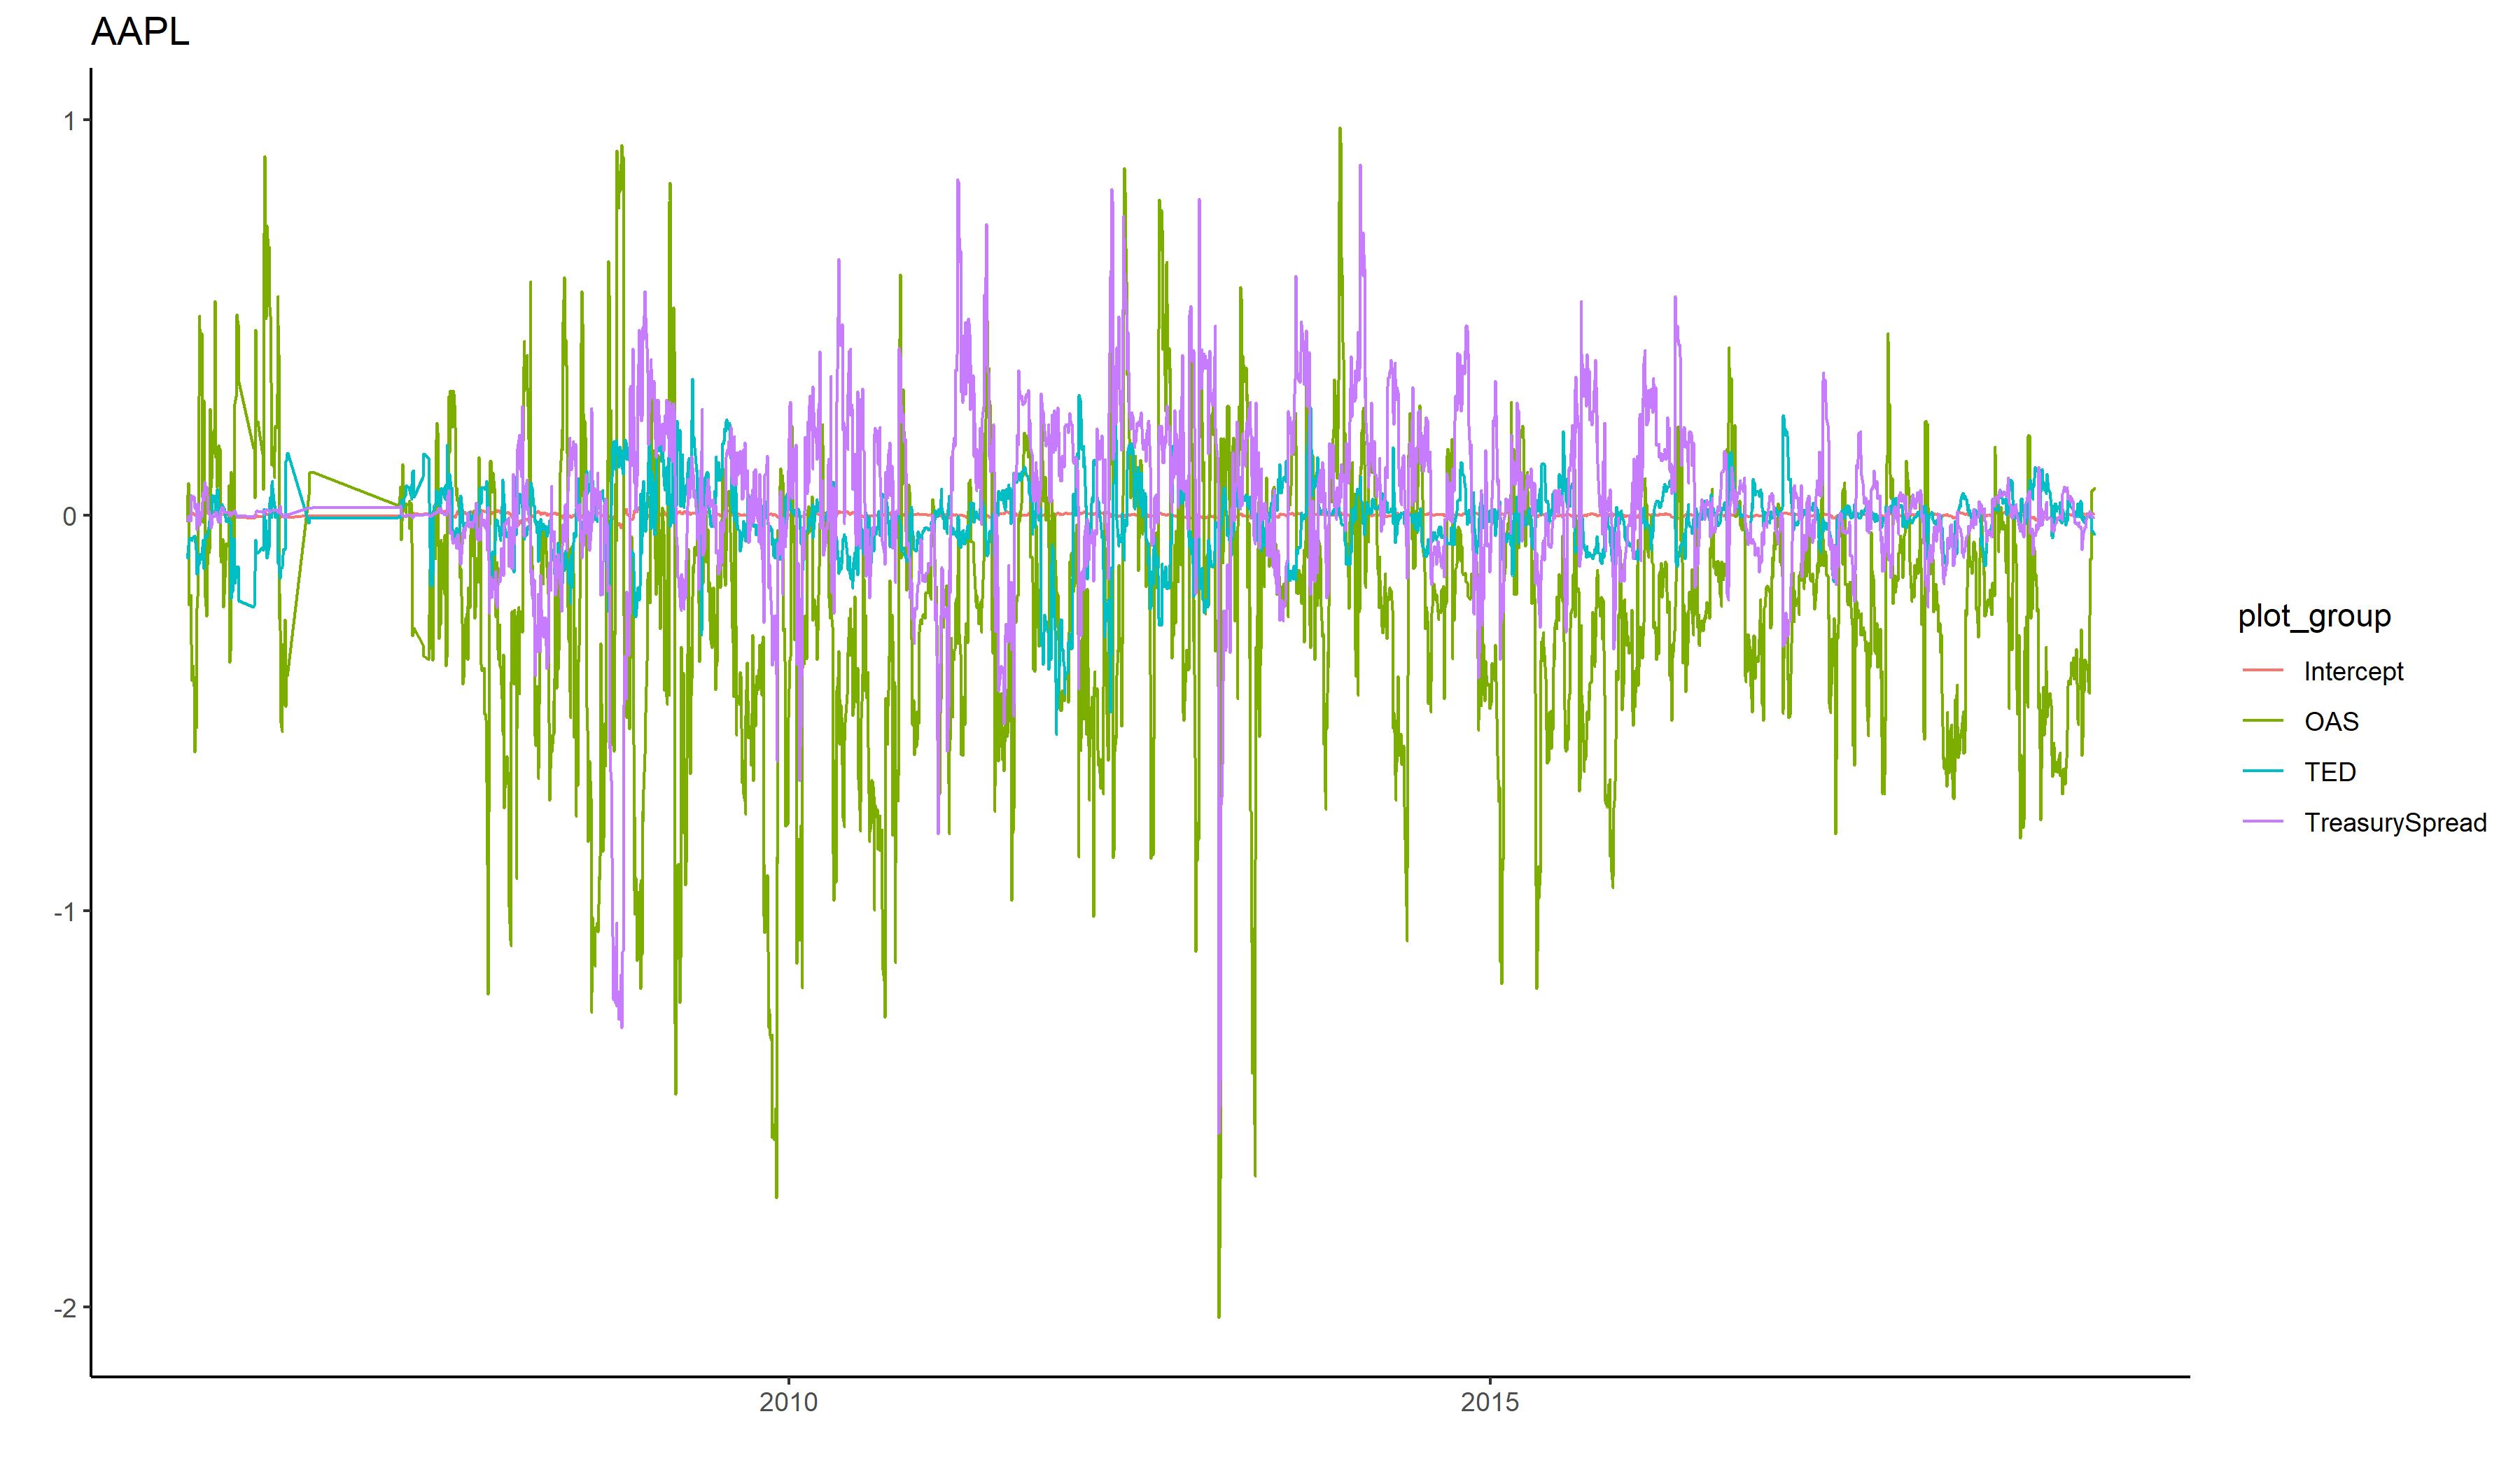 AAPL
1
0
-1
-2
2010
2015
plot_group
Intercept
OAS
TED
TreasurySpread